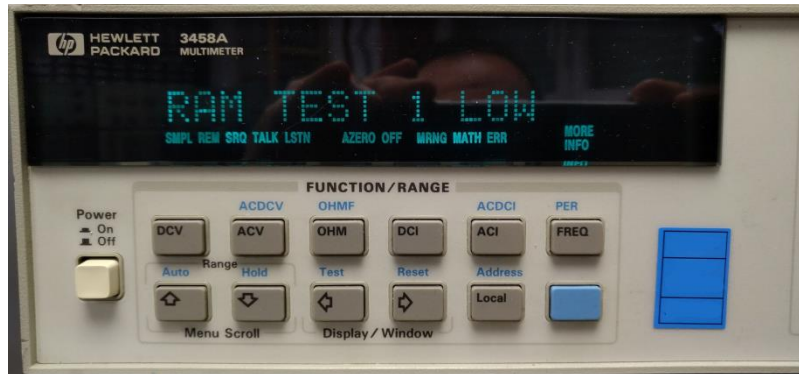 hp HEWLETT PACKARD 3458A MULTIMETER
RAM TEST 1 LOW
SMPL REM SRQ TALK LSTN AZERO OFF MRNG MATH ERR MORE INFO
FUNCTION/RANGE
Power
On
Off
ACDCV OHMF ACDCI PER
DCV ACV OHM DCI ACI FREQ
Range
Auto Hold Test Reset Address
Local
Menu Scroll Display / Window